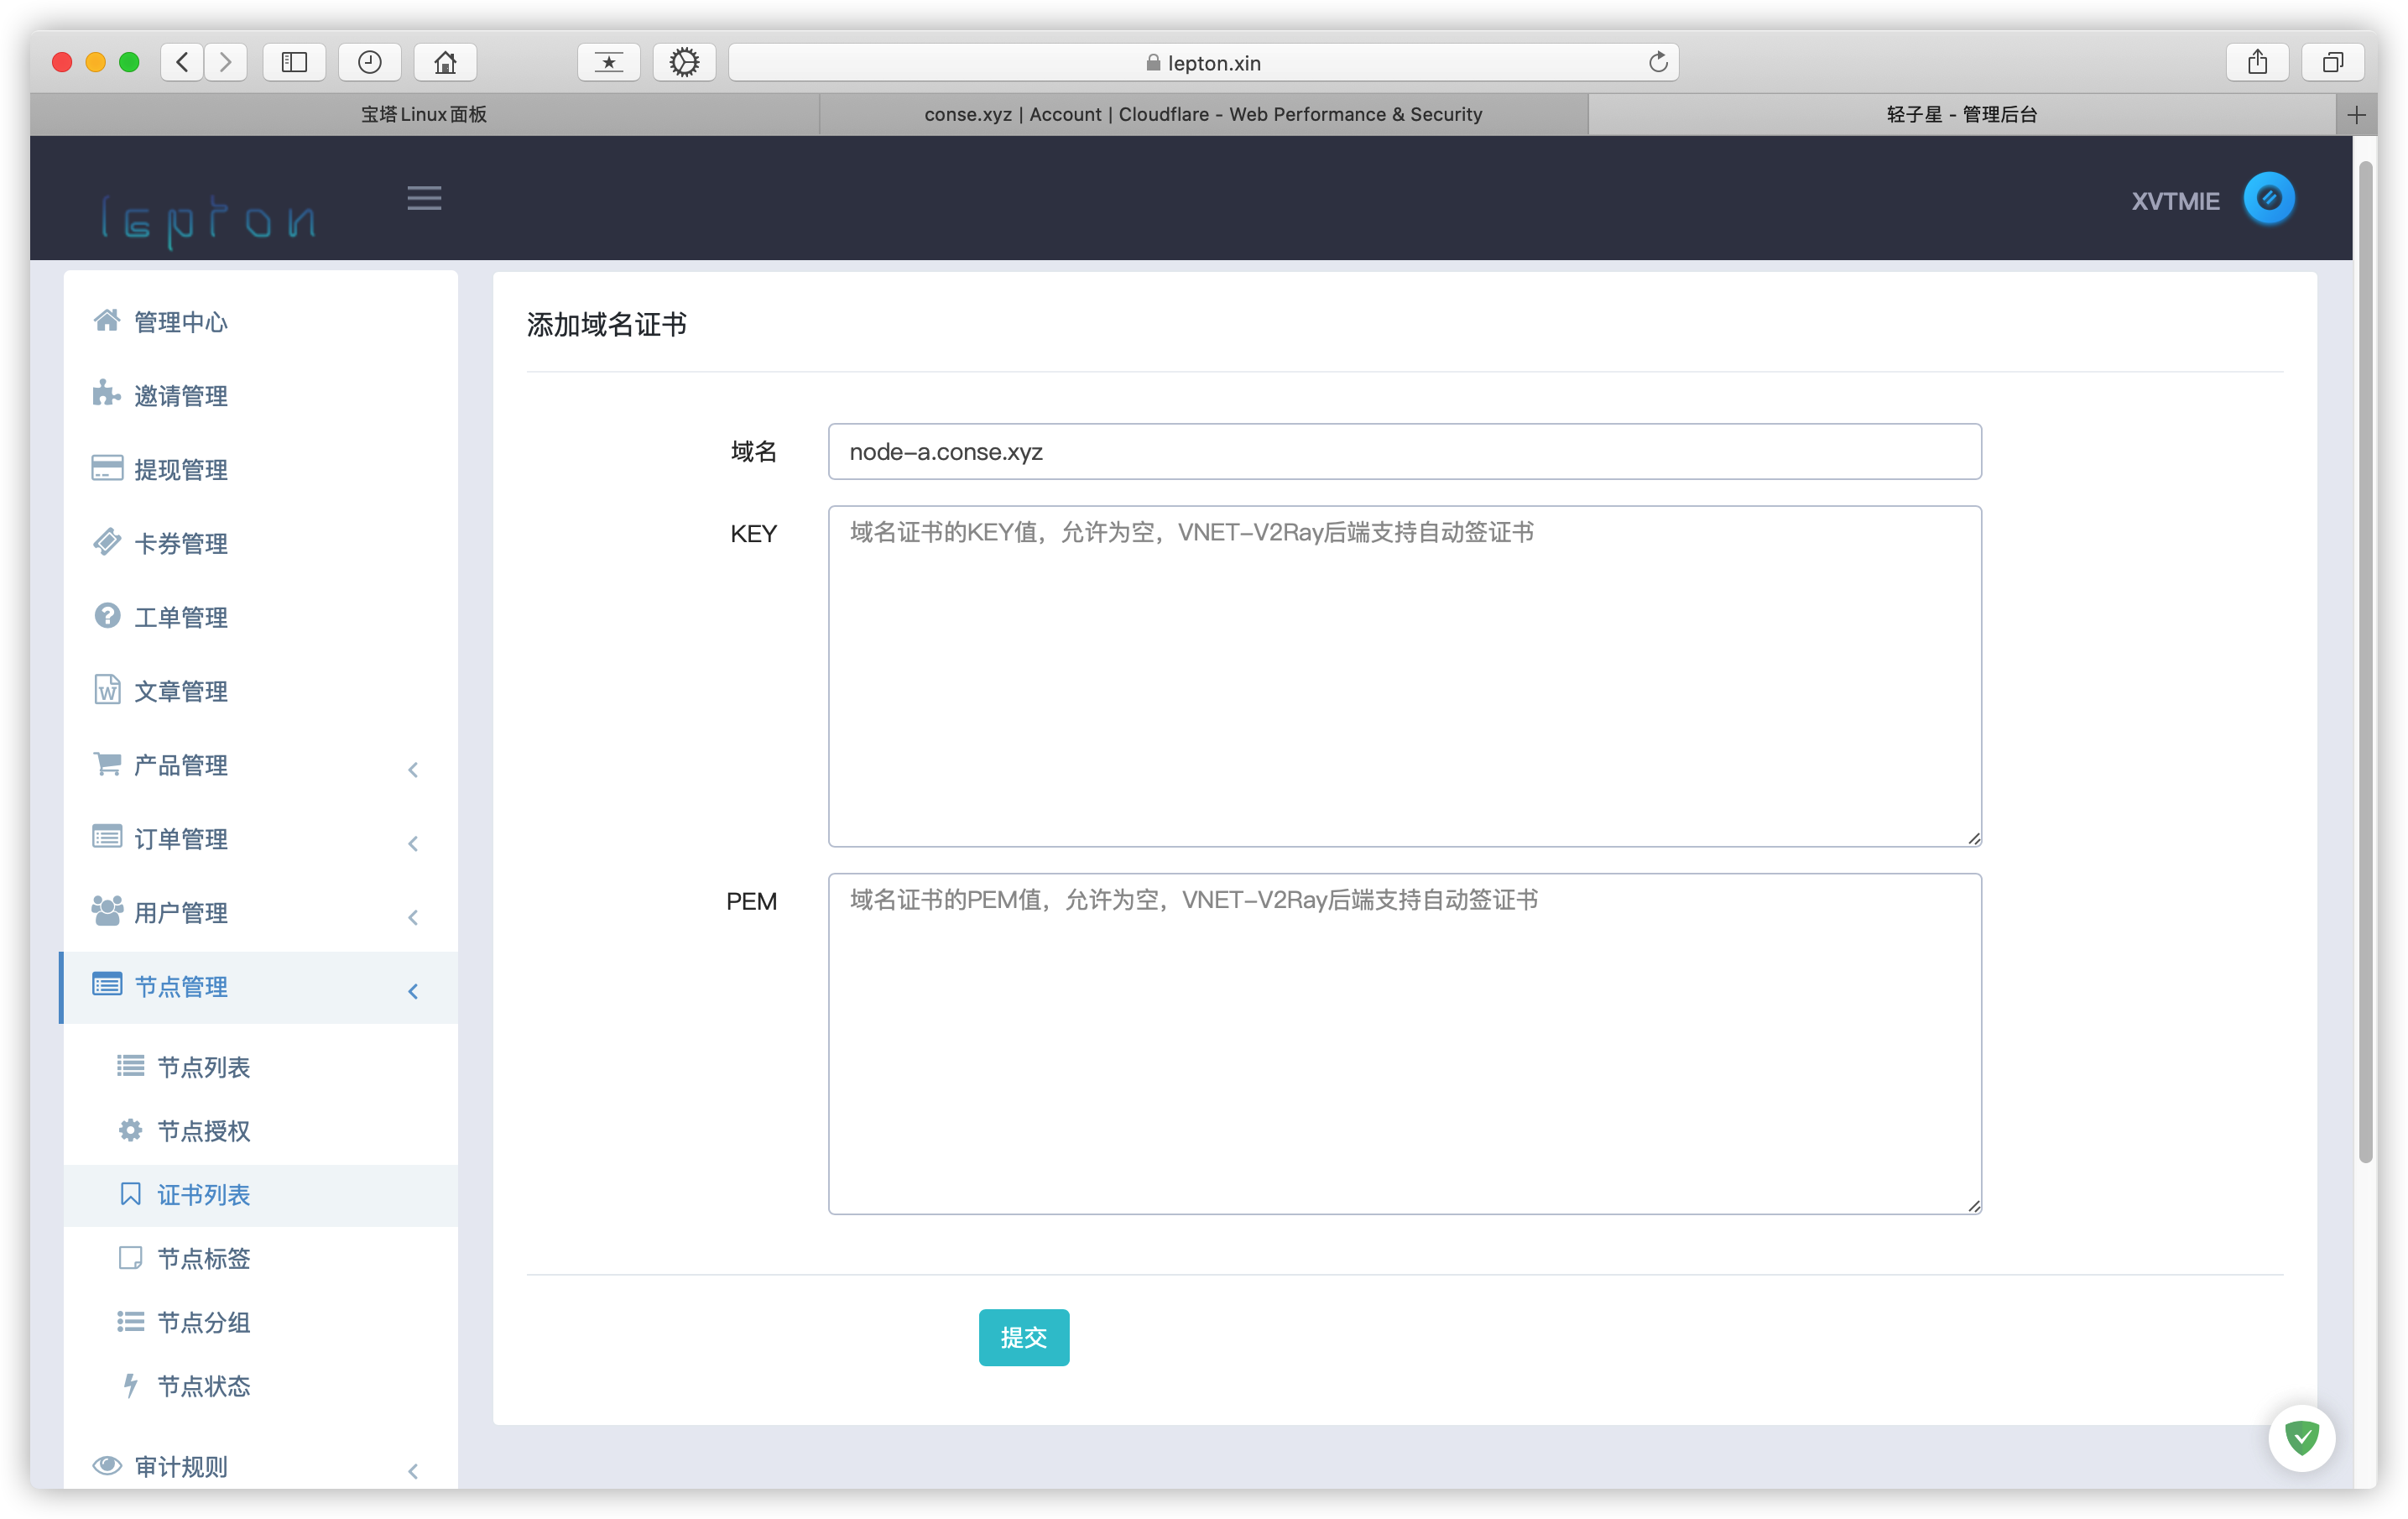 lepton.xin
宝塔Linux面板
conse.xyz | Account | Cloudflare - Web Performance & Security
轻子星 - 管理后台
lepton
XVTMIE
管理中心
邀请管理
提现管理
卡券管理
工单管理
文章管理
产品管理
订单管理
用户管理
节点管理
节点列表
节点授权
证书列表
节点标签
节点分组
节点状态
审计规则
添加域名证书
域名
node-a.conse.xyz
KEY
域名证书的KEY值，允许为空，VNET-V2Ray后端支持自动签证书
PEM
域名证书的PEM值，允许为空，VNET-V2Ray后端支持自动签证书
提交